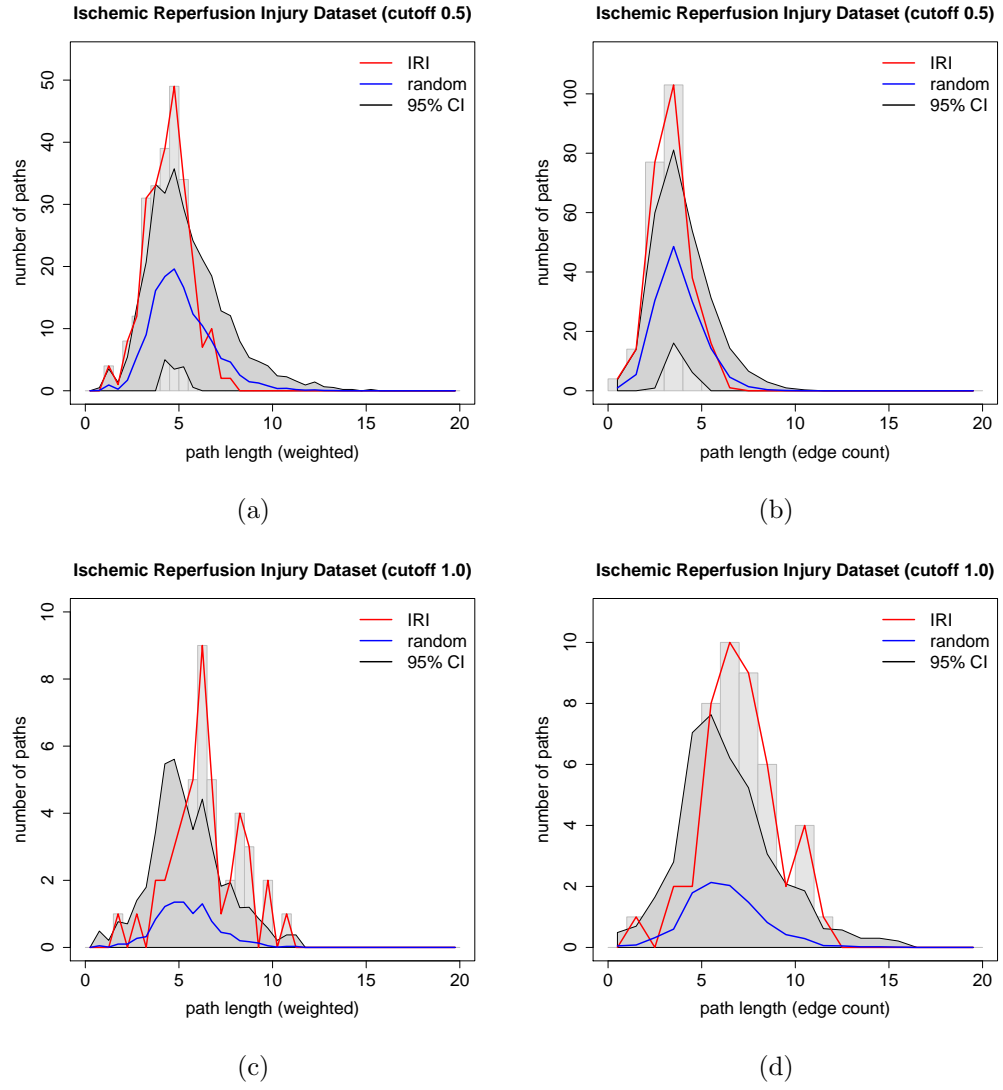 Ischemic Reperfusion Injury Dataset (cutoff 0.5)
IRI
random
95% CI
number of paths
0 10 20 30 40 50
0 5 10 15 20
path length (weighted)
(a)
Ischemic Reperfusion Injury Dataset (cutoff 0.5)
IRI
random
95% CI
number of paths
0 20 40 60 80 100
0 5 10 15 20
path length (edge count)
(b)
Ischemic Reperfusion Injury Dataset (cutoff 1.0)
IRI
random
95% CI
number of paths
0 2 4 6 8 10
0 5 10 15 20
path length (weighted)
(c)
Ischemic Reperfusion Injury Dataset (cutoff 1.0)
IRI
random
95% CI
number of paths
0 2 4 6 8 10
0 5 10 15 20
path length (edge count)
(d)